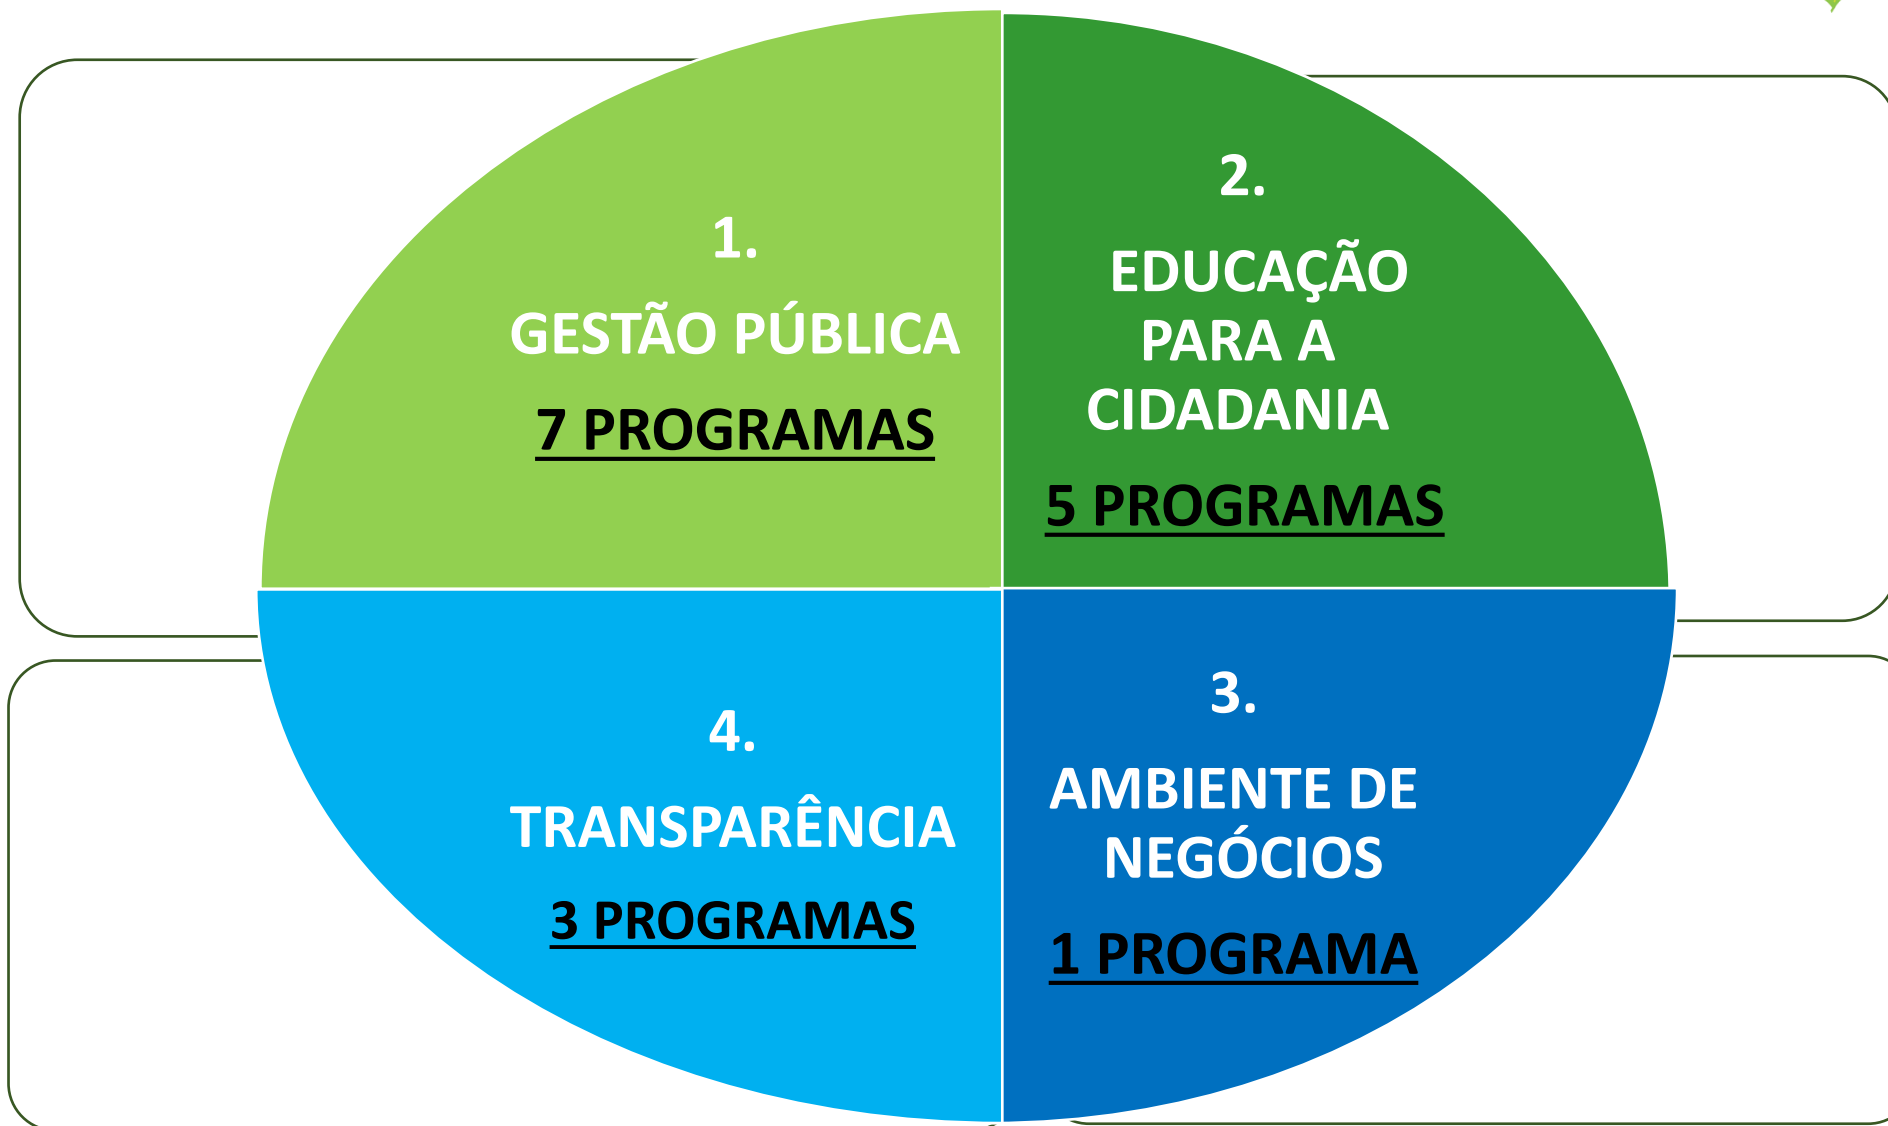 1.
GESTÃO PÚBLICA
7 PROGRAMAS
2.
EDUCAÇÃO
PARA A
CIDADANIA
5 PROGRAMAS
3.
AMBIENTE DE
NEGÓCIOS
1 PROGRAMA
4.
TRANSPARÊNCIA
3 PROGRAMAS